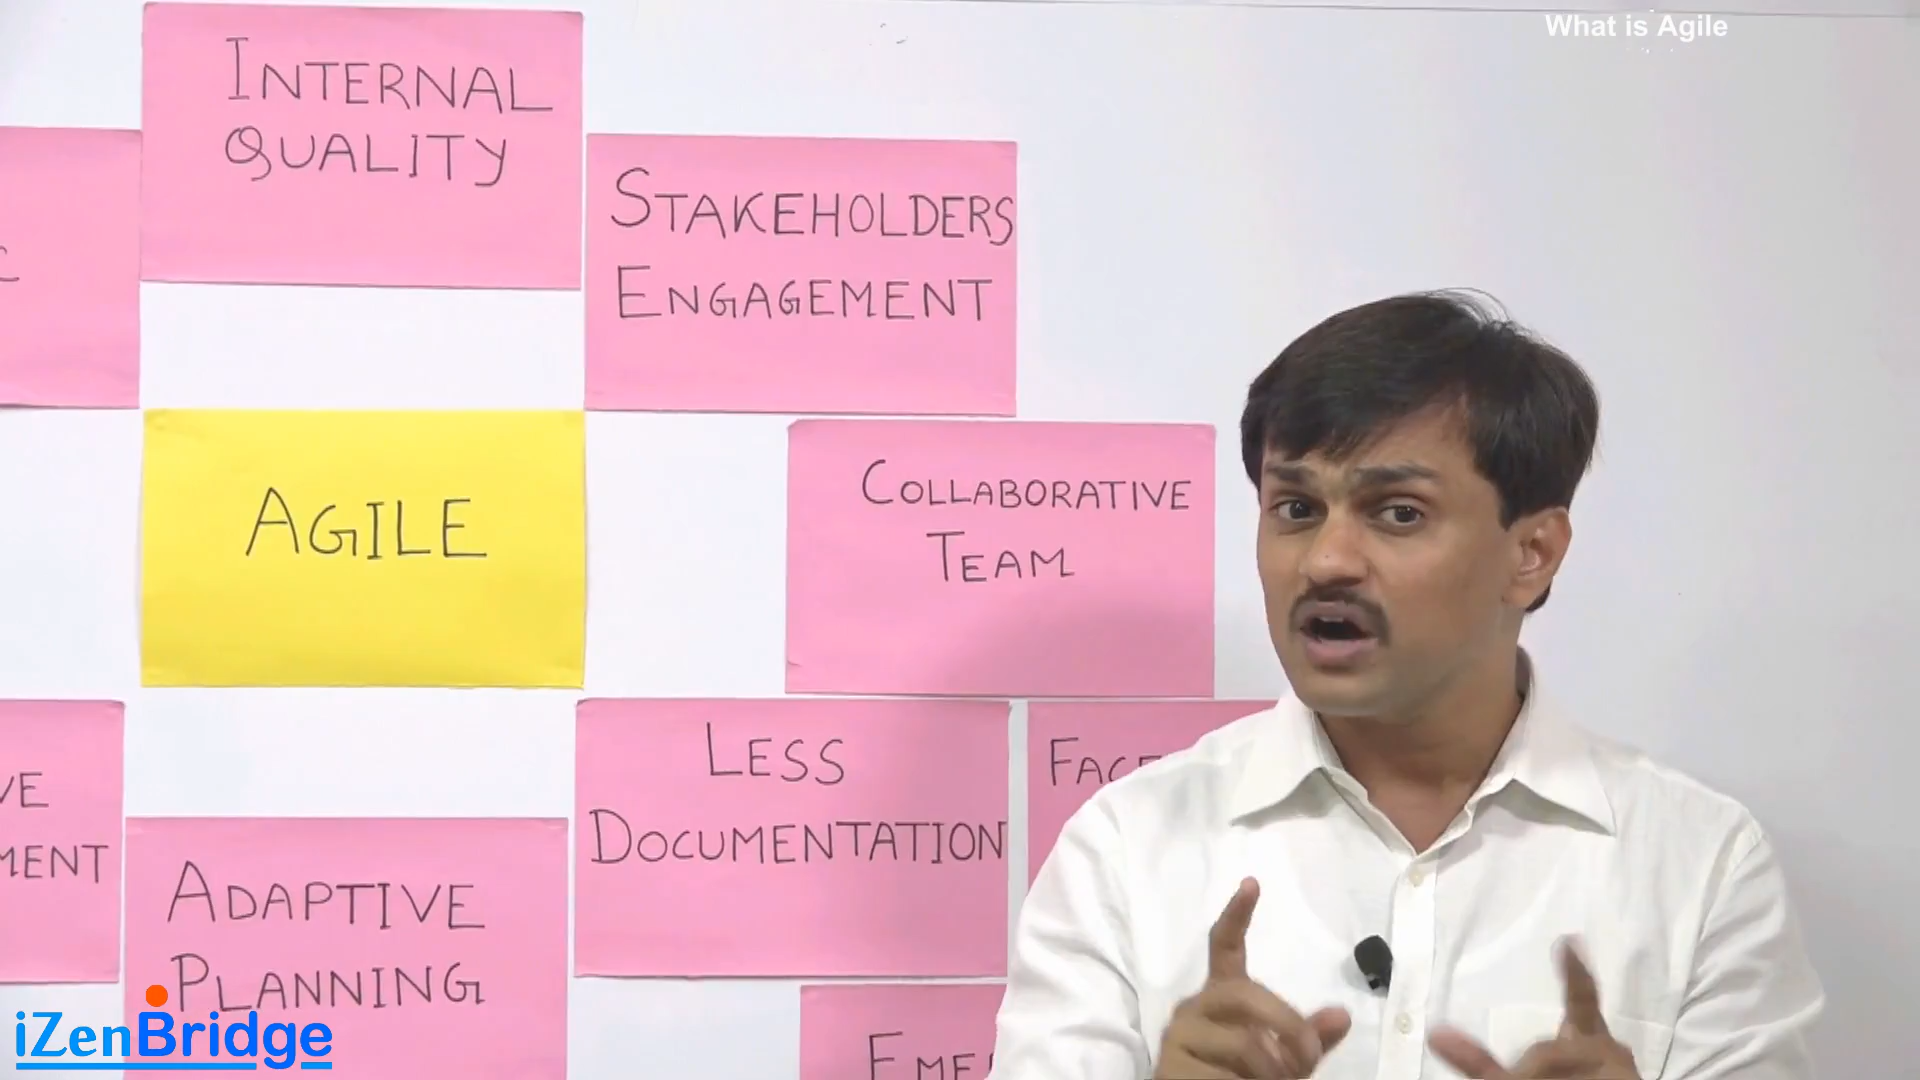 What is Agile
INTERNAL
QUALITY
STAKEHOLDERS
ENGAGEMENT
AGILE
COLLABORATIVE
TEAM
LESS
DOCUMENTATION
ADAPTIVE
PLANNING
iZenBridge